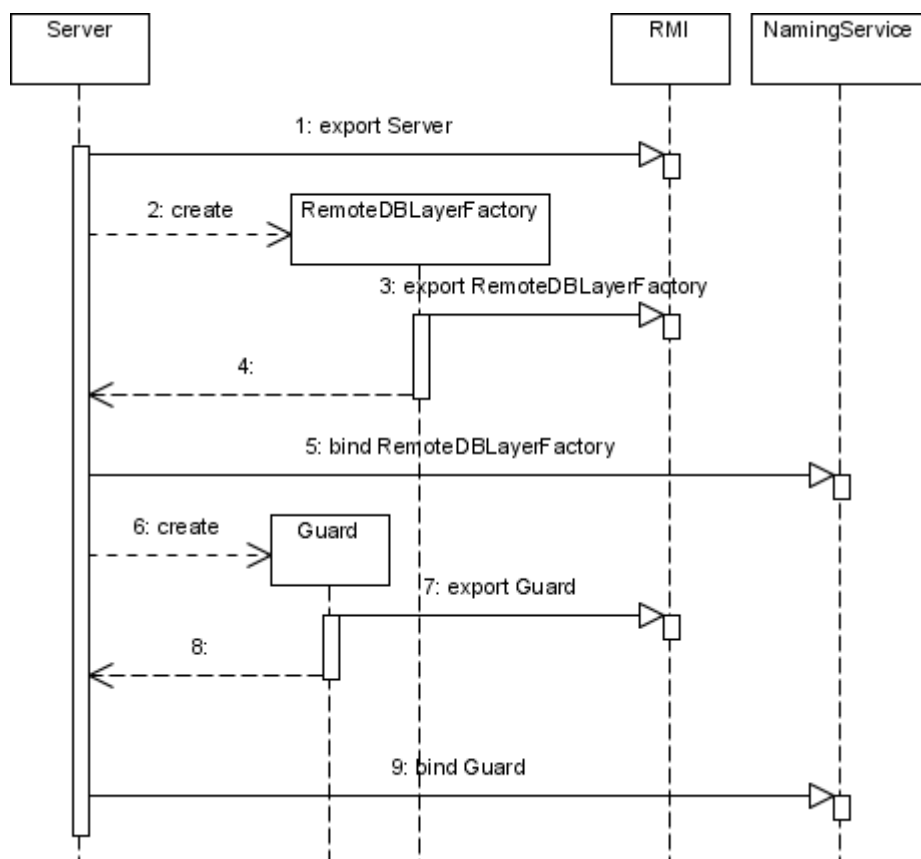 Server
RMI
NamingService
1: export Server
2: create
RemoteDBLayerFactory
3: export RemoteDBLayerFactory
4:
5: bind RemoteDBLayerFactory
6: create
Guard
7: export Guard
8:
9: bind Guard